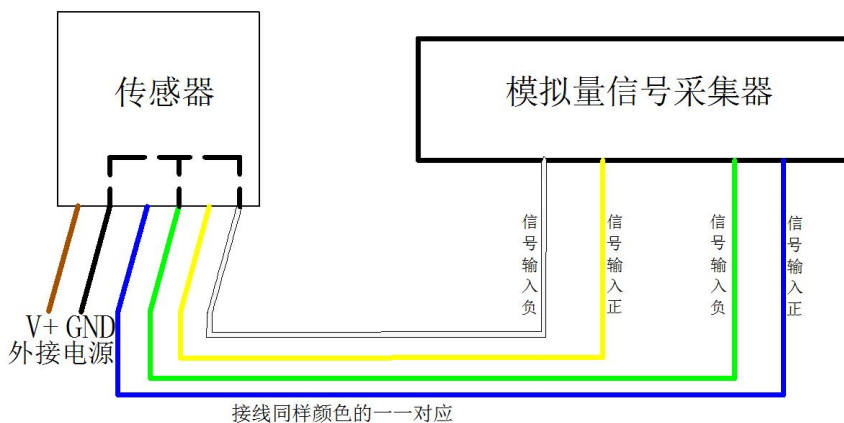 传感器
模拟量信号采集器
信号输入负
信号输入正
信号输入负
信号输入正
V+ GND
外接电源
接线同样颜色的一一对应